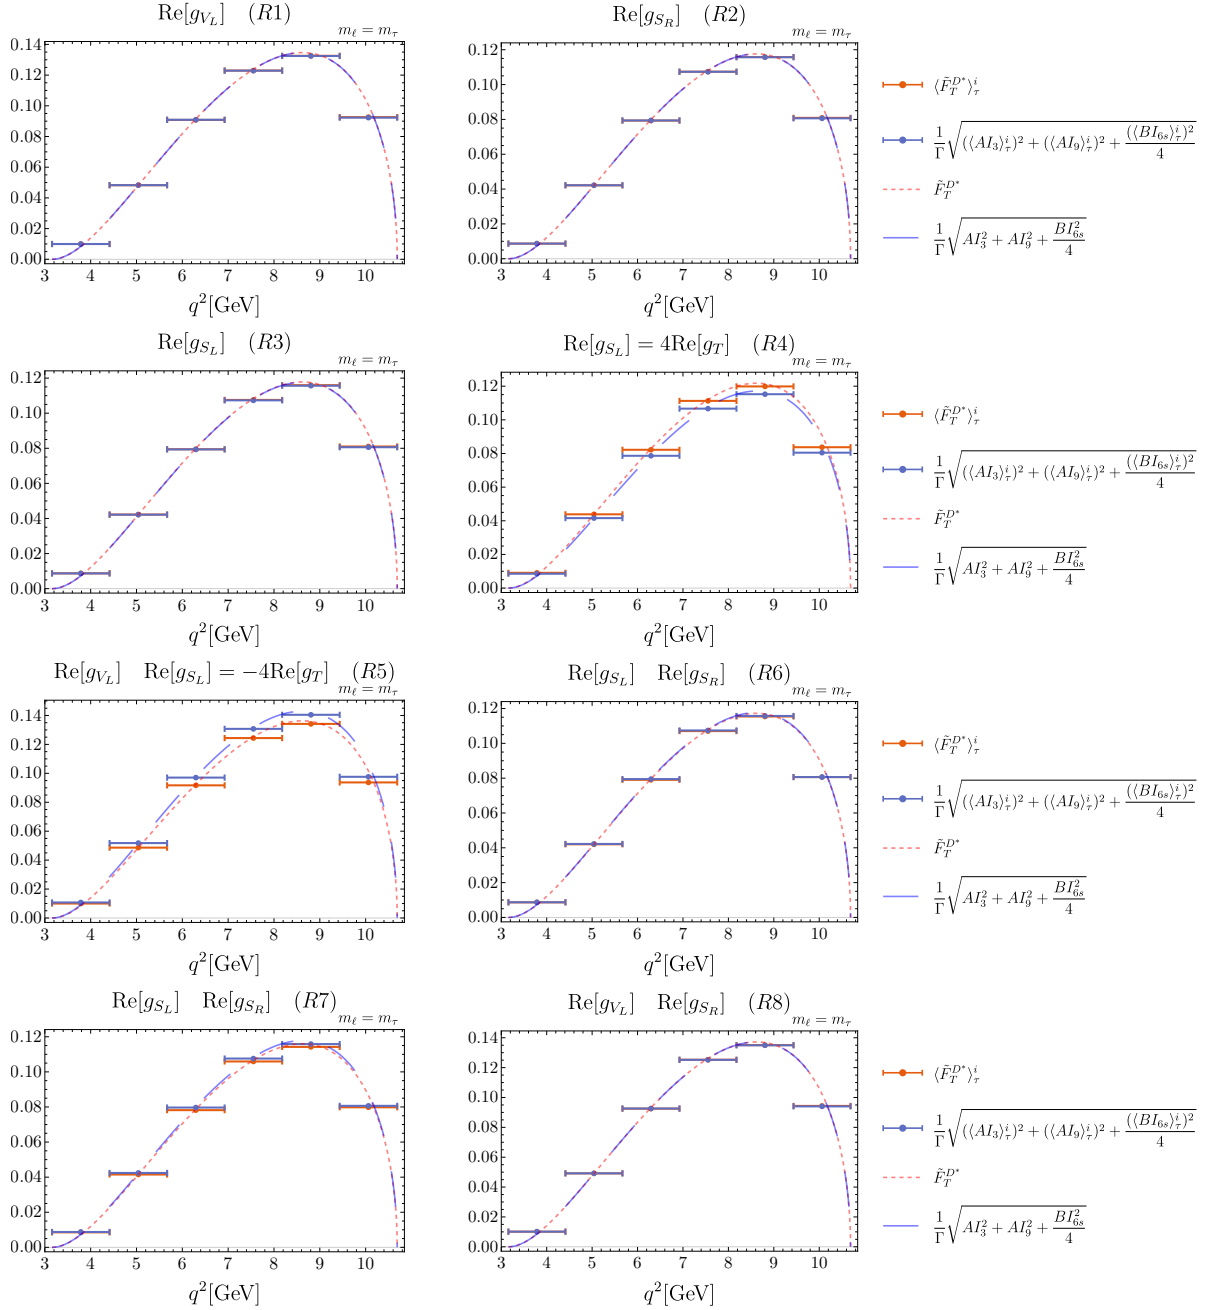 Re[g_{V_L}] (R1)
m_ℓ = m_τ
0.14
0.12
0.10
0.08
0.06
0.04
0.02
0.00
3 4 5 6 7 8 9 10
q²[GeV]
Re[g_{S_R}] (R2)
m_ℓ = m_τ
0.12
0.10
0.08
0.06
0.04
0.02
0.00
3 4 5 6 7 8 9 10
q²[GeV]
⟨F̃_T^{D*}⟩_τ^i
1/Γ √((⟨AI_3⟩_τ^i)² + (⟨AI_9⟩_τ^i)² + (⟨BI_{6s}⟩_τ^i)²/4)
F̃_T^{D*}
1/Γ √(AI_3² + AI_9² + BI_{6s}²/4)
Re[g_{S_L}] (R3)
m_ℓ = m_τ
0.12
0.10
0.08
0.06
0.04
0.02
0.00
3 4 5 6 7 8 9 10
q²[GeV]
Re[g_{S_L}] = 4Re[g_T] (R4)
m_ℓ = m_τ
0.12
0.10
0.08
0.06
0.04
0.02
0.00
3 4 5 6 7 8 9 10
q²[GeV]
⟨F̃_T^{D*}⟩_τ^i
1/Γ √((⟨AI_3⟩_τ^i)² + (⟨AI_9⟩_τ^i)² + (⟨BI_{6s}⟩_τ^i)²/4)
F̃_T^{D*}
1/Γ √(AI_3² + AI_9² + BI_{6s}²/4)
Re[g_{V_L}] Re[g_{S_L}] = −4Re[g_T] (R5)
m_ℓ = m_τ
0.14
0.12
0.10
0.08
0.06
0.04
0.02
0.00
3 4 5 6 7 8 9 10
q²[GeV]
Re[g_{S_L}] Re[g_{S_R}] (R6)
m_ℓ = m_τ
0.12
0.10
0.08
0.06
0.04
0.02
0.00
3 4 5 6 7 8 9 10
q²[GeV]
⟨F̃_T^{D*}⟩_τ^i
1/Γ √((⟨AI_3⟩_τ^i)² + (⟨AI_9⟩_τ^i)² + (⟨BI_{6s}⟩_τ^i)²/4)
F̃_T^{D*}
1/Γ √(AI_3² + AI_9² + BI_{6s}²/4)
Re[g_{S_L}] Re[g_{S_R}] (R7)
m_ℓ = m_τ
0.12
0.10
0.08
0.06
0.04
0.02
0.00
3 4 5 6 7 8 9 10
q²[GeV]
Re[g_{V_L}] Re[g_{S_R}] (R8)
m_ℓ = m_τ
0.14
0.12
0.10
0.08
0.06
0.04
0.02
0.00
3 4 5 6 7 8 9 10
q²[GeV]
⟨F̃_T^{D*}⟩_τ^i
1/Γ √((⟨AI_3⟩_τ^i)² + (⟨AI_9⟩_τ^i)² + (⟨BI_{6s}⟩_τ^i)²/4)
F̃_T^{D*}
1/Γ √(AI_3² + AI_9² + BI_{6s}²/4)